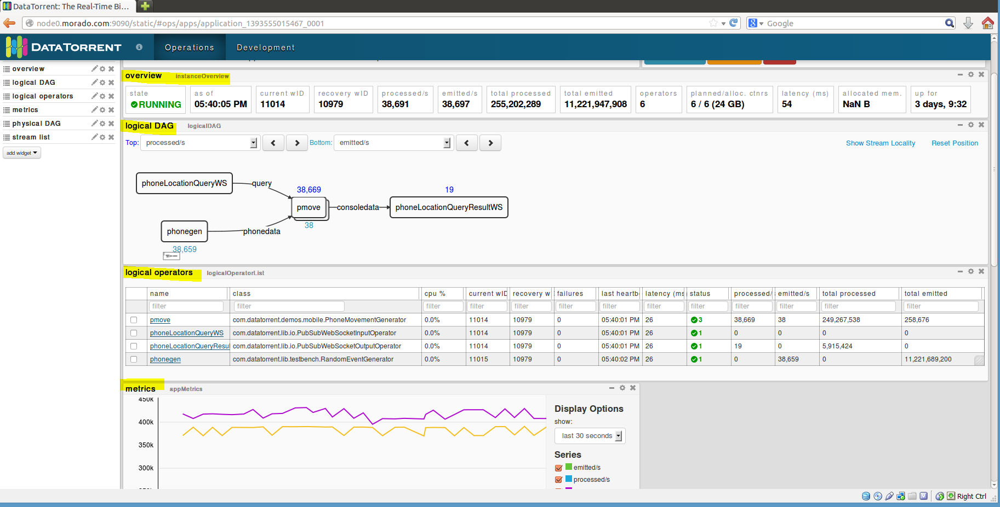 DataTorrent: The Real-Time Bi...
node0.morado.com:9090/static/#ops/apps/application_1393555015467_0001
Google
DATATORRENT
Operations
Development
overview
logical DAG
logical operators
metrics
physical DAG
stream list
add widget
overview instanceOverview
state as of current wID recovery wID processed/s emitted/s total processed total emitted operators planned/alloc. ctnrs latency (ms) allocated mem. up for
RUNNING 05:40:05 PM 11014 10979 38,691 38,697 255,202,289 11,221,947,908 6 6 / 6 (24 GB) 54 NaN B 3 days, 9:32
logical DAG logicalDAG
Top: processed/s Bottom: emitted/s Show Stream Locality Reset Position
phoneLocationQueryWS query
38,669 19
pmove consoledata phoneLocationQueryResultWS
38
phonegen phonedata
38,659
logical operators logicalOperatorList
name class cpu % current wID recovery w failures last heartb latency (ms status processed/ emitted/s total processed total emitted
filter filter filter filter filter filter filter filter filter filter filter filter filter
pmove com.datatorrent.demos.mobile.PhoneMovementGenerator 0.0% 11014 10979 0 05:40:01 PM 26 3 38,669 38 249,267,538 258,676
phoneLocationQueryWS com.datatorrent.lib.io.PubSubWebSocketInputOperator 0.0% 11014 10979 0 05:40:01 PM 26 1 0 0 0 0
phoneLocationQueryResul com.datatorrent.lib.io.PubSubWebSocketOutputOperator 0.0% 11014 10979 0 05:40:01 PM 26 1 19 0 5,915,424 0
phonegen com.datatorrent.lib.testbench.RandomEventGenerator 0.0% 11015 10979 0 05:40:02 PM 26 1 0 38,659 0 11,221,689,200
metrics appMetrics
450k
400k
350k
300k
Display Options
show:
last 30 seconds
Series
emitted/s
processed/s
Right Ctrl